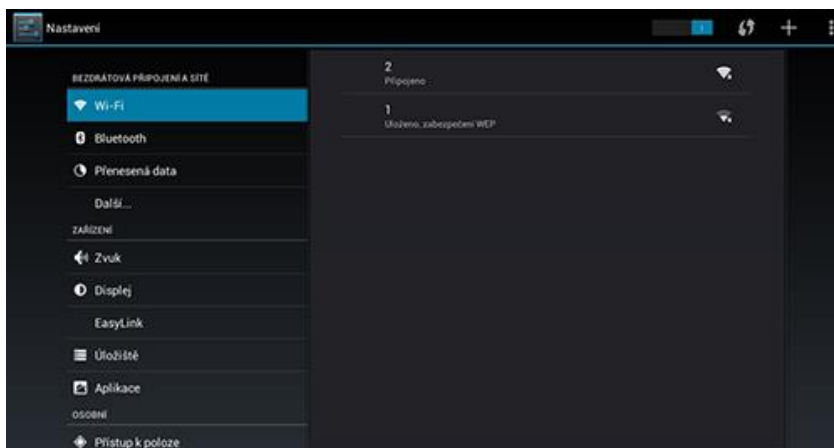 Nastavení
BEZDRÁTOVÁ PŘIPOJENÍ A SÍTĚ
Wi-Fi
Bluetooth
Přenesená data
Další...
ZAŘÍZENÍ
Zvuk
Displej
EasyLink
Úložiště
Aplikace
OSOBNÍ
Přístup k poloze
2
Připojeno
1
Uloženo, zabezpečení WEP